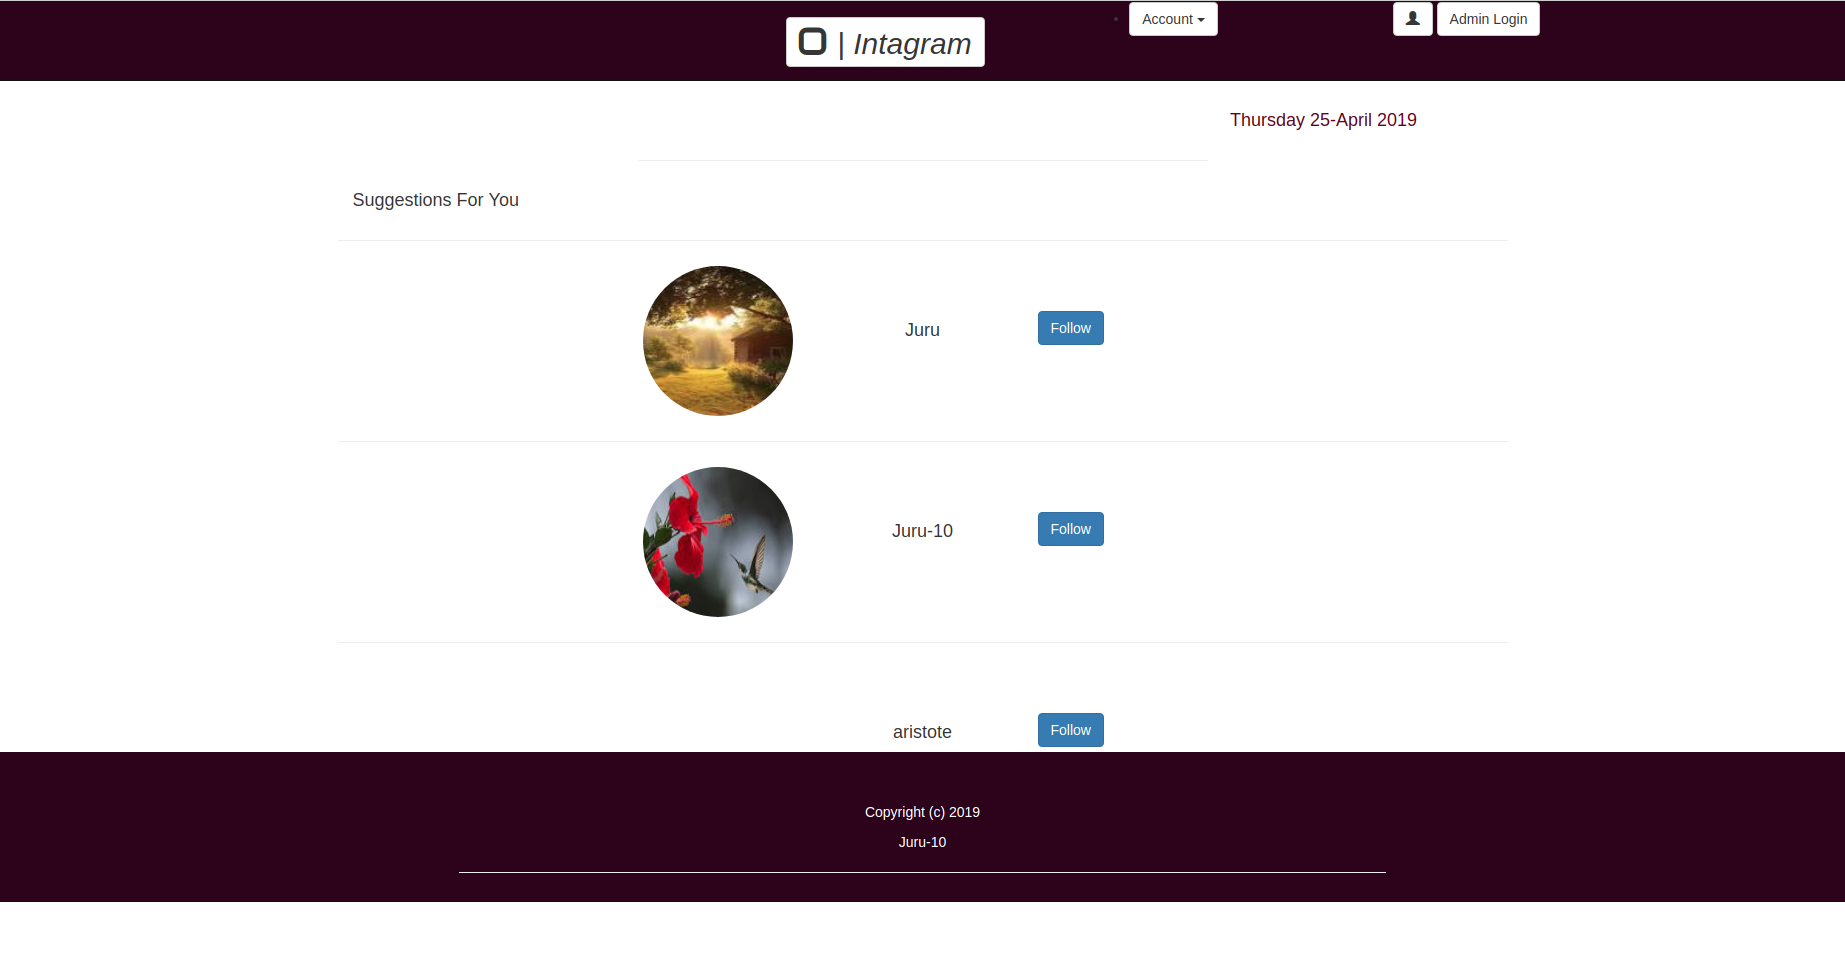 | Intagram
Account
Admin Login
Thursday 25-April 2019
Suggestions For You
Juru
Follow
Juru-10
Follow
aristote
Follow
Copyright (c) 2019
Juru-10